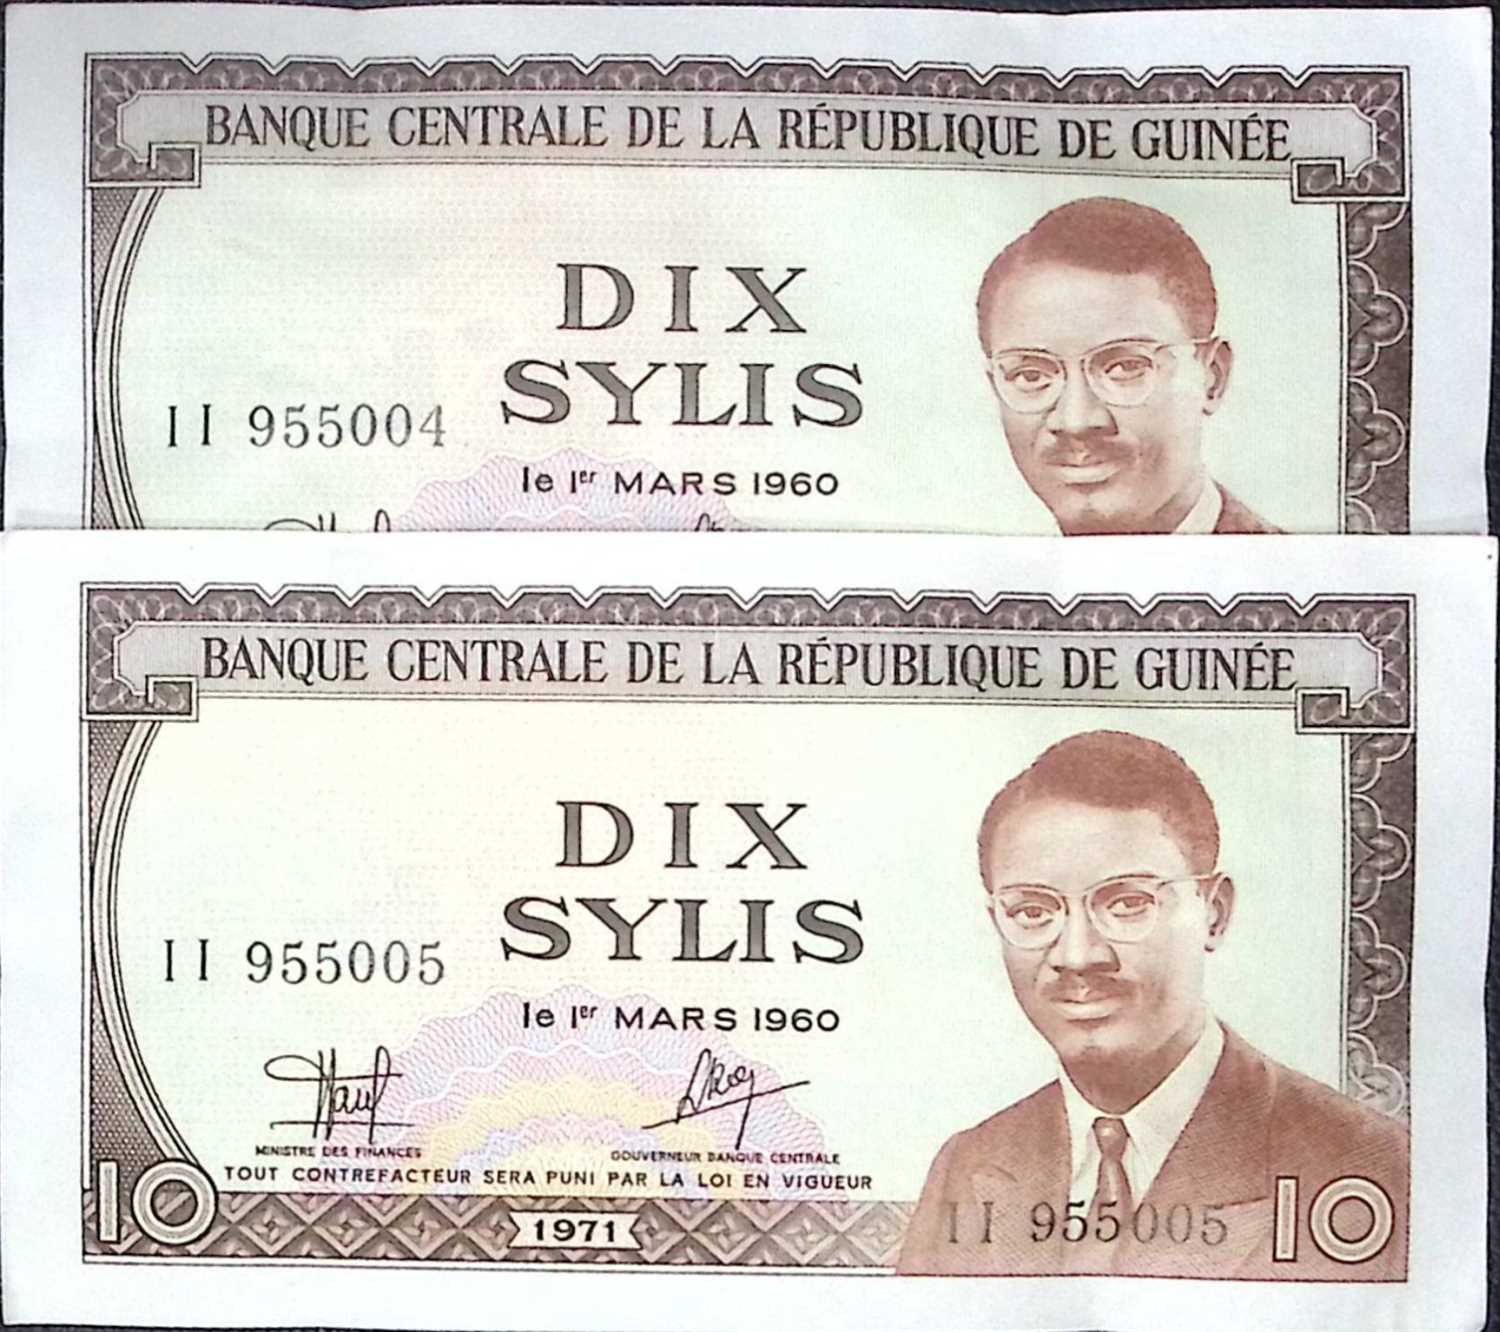 BANQUE CENTRALE DE LA RÉPUBLIQUE DE GUINÉE
DIX
SYLIS
II 955004
le 1er MARS 1960
BANQUE CENTRALE DE LA RÉPUBLIQUE DE GUINÉE
DIX
SYLIS
II 955005
le 1er MARS 1960
MINISTRE DES FINANCES
GOUVERNEUR BANQUE CENTRALE
TOUT CONTREFACTEUR SERA PUNI PAR LA LOI EN VIGUEUR
10
1971
II 955005
10